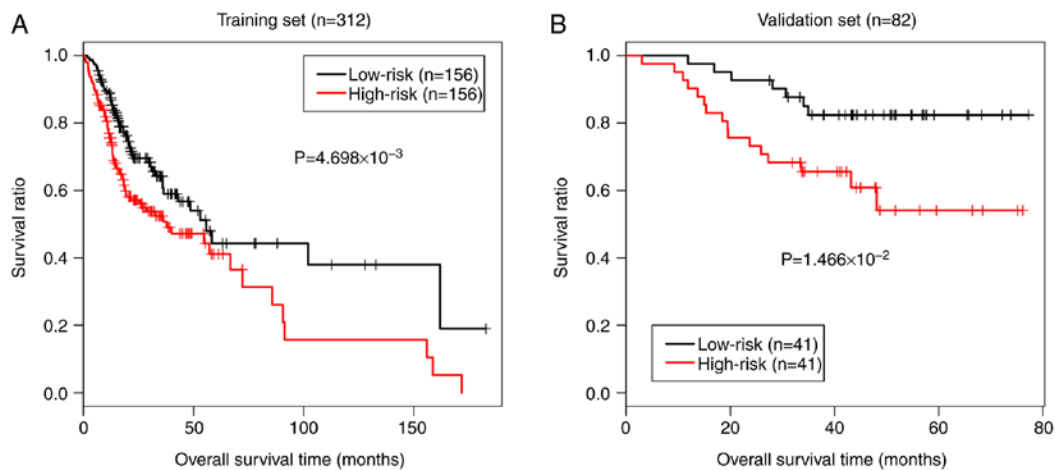 A
Training set (n=312)
Survival ratio
1.0
0.8
0.6
0.4
0.2
0.0
Low-risk (n=156)
High-risk (n=156)
P=4.698×10⁻³
0
50
100
150
Overall survival time (months)
B
Validation set (n=82)
Survival ratio
1.0
0.8
0.6
0.4
0.2
0.0
P=1.466×10⁻²
Low-risk (n=41)
High-risk (n=41)
0
20
40
60
80
Overall survival time (months)